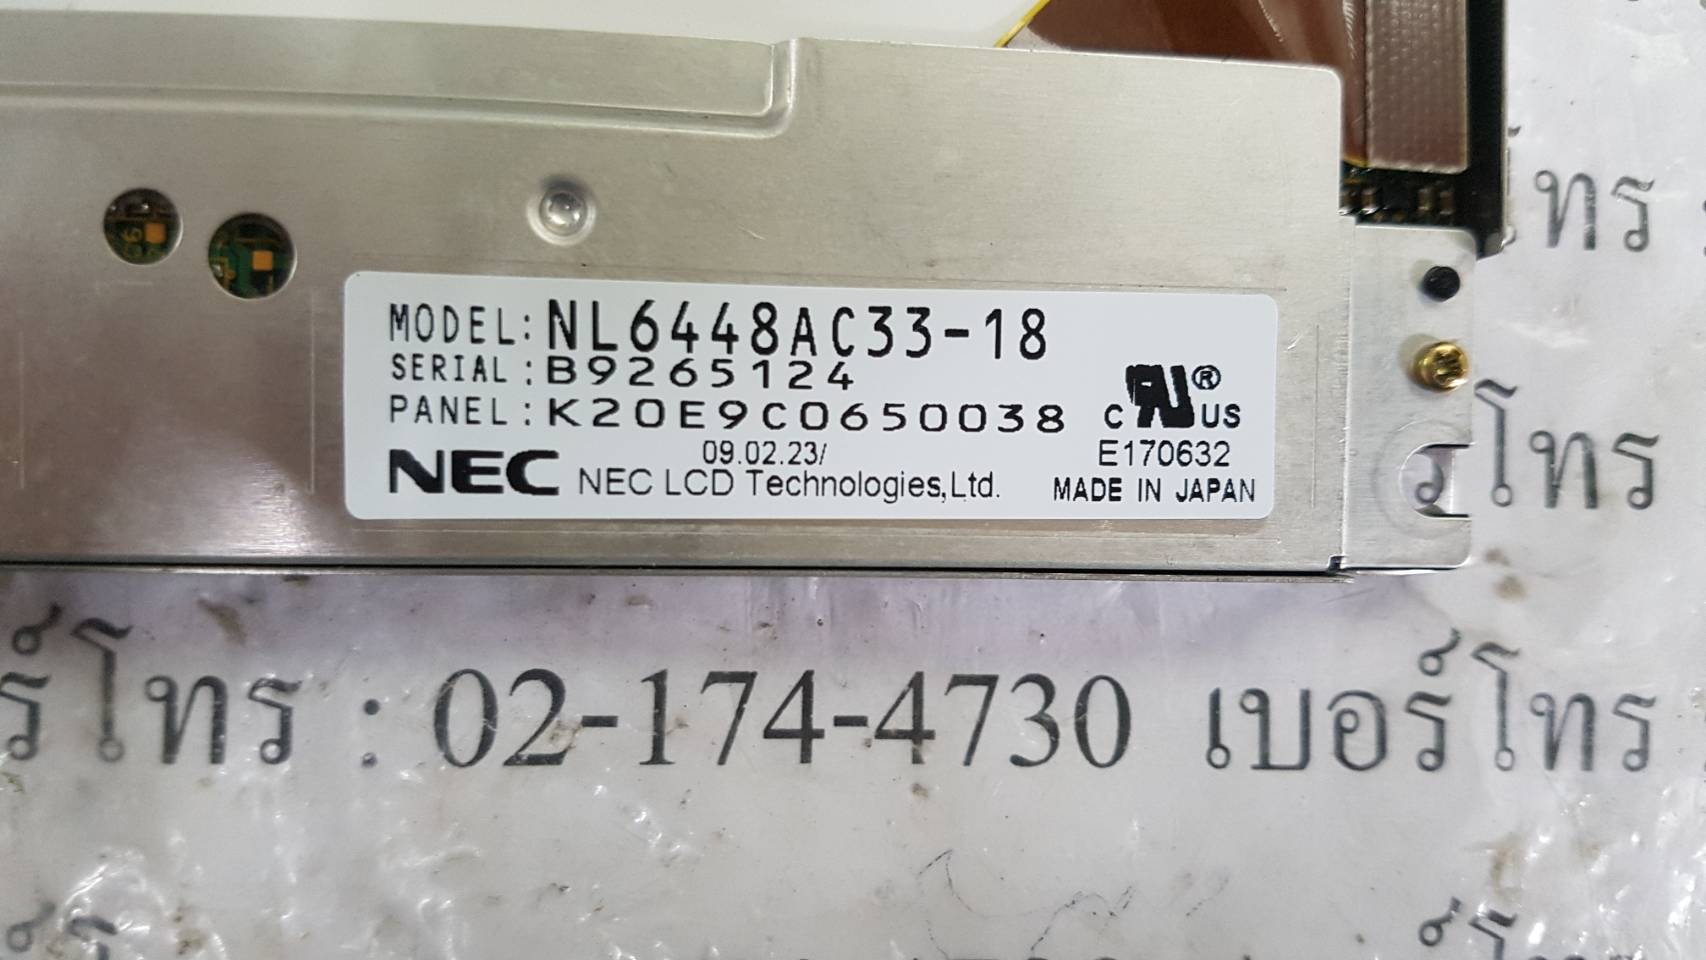 ทร
MODEL: NL6448AC33-18
SERIAL: B9265124
PANEL: K20E9C0650038
C UR ® US
09.02.23/
E170632
NEC NEC LCD Technologies,Ltd.
MADE IN JAPAN
โทร
ร์โทร : 02-174-4730 เบอร์โทร